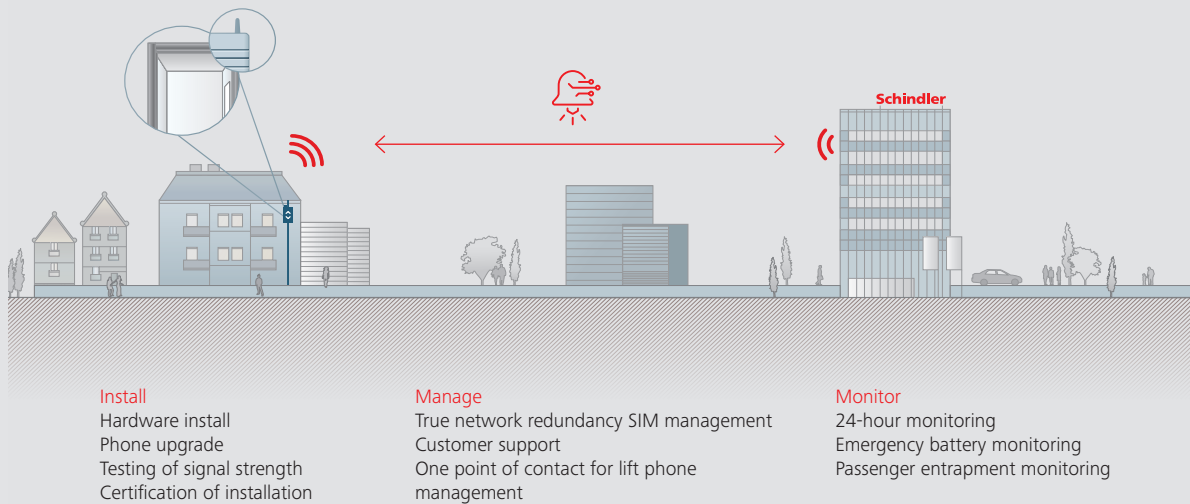 Schindler
Install
Hardware install
Phone upgrade
Testing of signal strength
Certification of installation
Manage
True network redundancy SIM management
Customer support
One point of contact for lift phone
management
Monitor
24-hour monitoring
Emergency battery monitoring
Passenger entrapment monitoring